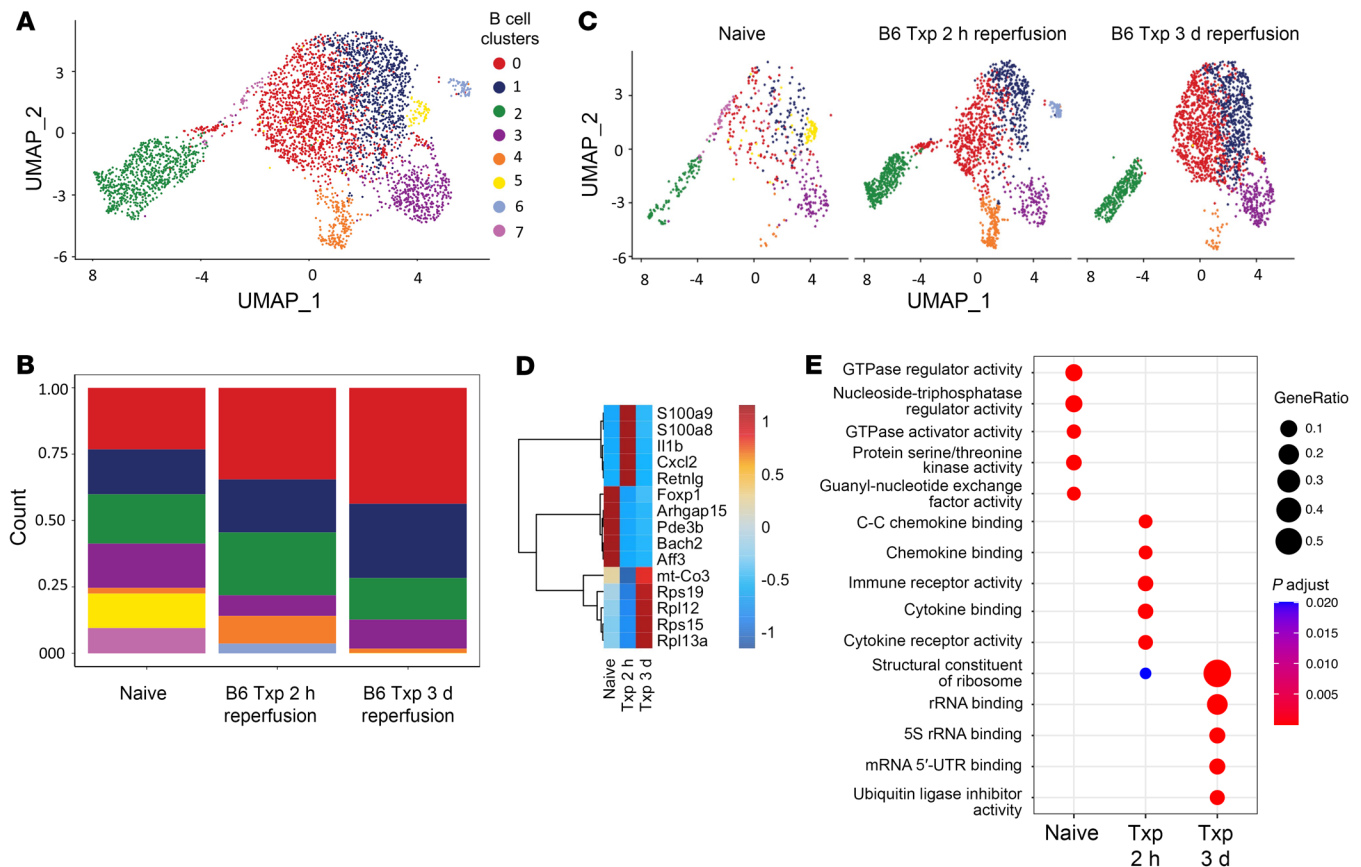 A
B cell
clusters
0
1
2
3
4
5
6
7
UMAP_2
3
0
-3
-6
8
-4
0
4
UMAP_1
C
Naive
B6 Txp 2 h reperfusion
B6 Txp 3 d reperfusion
UMAP_2
3
0
-3
-6
8
-4
0
4
8
-4
0
4
8
-4
0
4
UMAP_1
B
Count
1.00
0.75
0.50
0.25
000
Naive
B6 Txp 2 h
reperfusion
B6 Txp 3 d
reperfusion
D
S100a9
S100a8
Il1b
Cxcl2
Retnlg
Foxp1
Arhgap15
Pde3b
Bach2
Aff3
mt-Co3
Rps19
Rpl12
Rps15
Rpl13a
Naive
Txp 2 h
Txp 3 d
1
0.5
0
-0.5
-1
E
GTPase regulator activity
Nucleoside-triphosphatase
regulator activity
GTPase activator activity
Protein serine/threonine
kinase activity
Guanyl-nucleotide exchange
factor activity
C-C chemokine binding
Chemokine binding
Immune receptor activity
Cytokine binding
Cytokine receptor activity
Structural constituent
of ribosome
rRNA binding
5S rRNA binding
mRNA 5′-UTR binding
Ubiquitin ligase inhibitor
activity
Naive
Txp
2 h
Txp
3 d
GeneRatio
0.1
0.2
0.3
0.4
0.5
P adjust
0.020
0.015
0.010
0.005